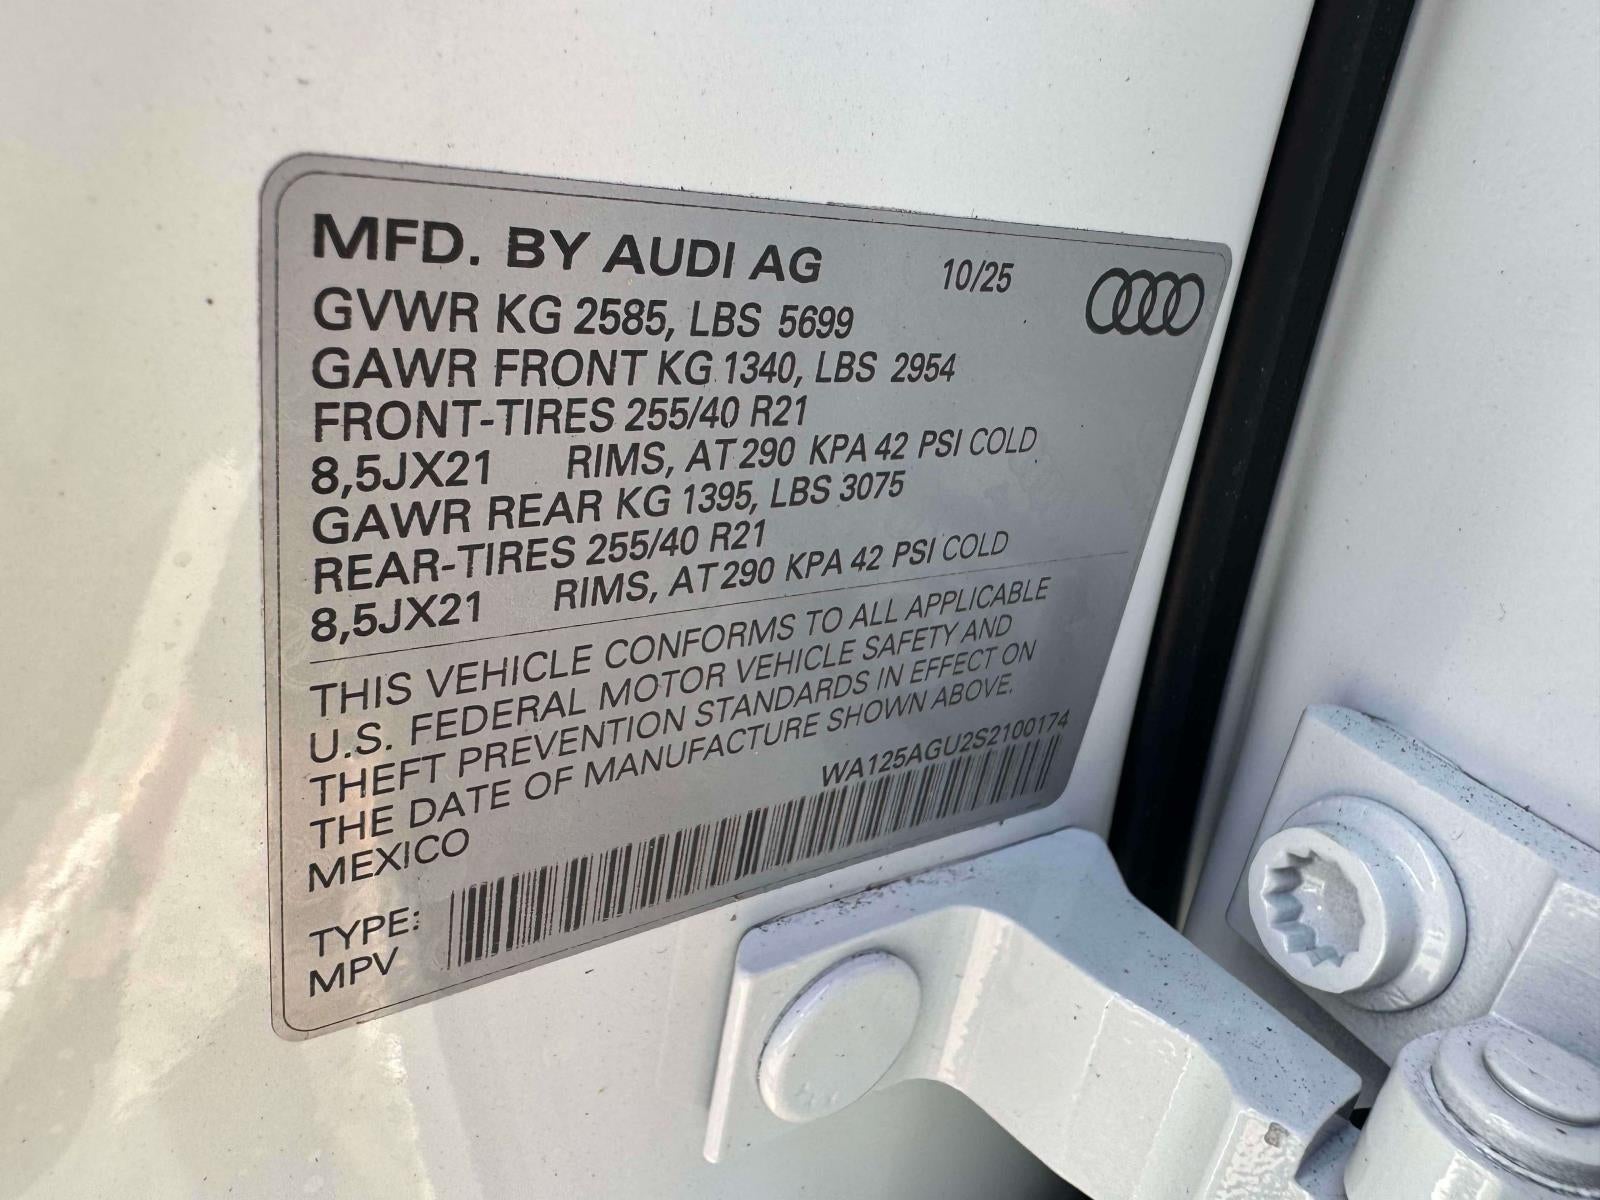 MFD. BY AUDI AG 10/25
GVWR KG 2585, LBS 5699
GAWR FRONT KG 1340, LBS 2954
FRONT-TIRES 255/40 R21
8,5JX21 RIMS, AT 290 KPA 42 PSI COLD
GAWR REAR KG 1395, LBS 3075
REAR-TIRES 255/40 R21
8,5JX21 RIMS, AT 290 KPA 42 PSI COLD
THIS VEHICLE CONFORMS TO ALL APPLICABLE
U.S. FEDERAL MOTOR VEHICLE SAFETY AND
THEFT PREVENTION STANDARDS IN EFFECT ON
THE DATE OF MANUFACTURE SHOWN ABOVE.
MEXICO WA125AGU2S2100174
TYPE:
MPV